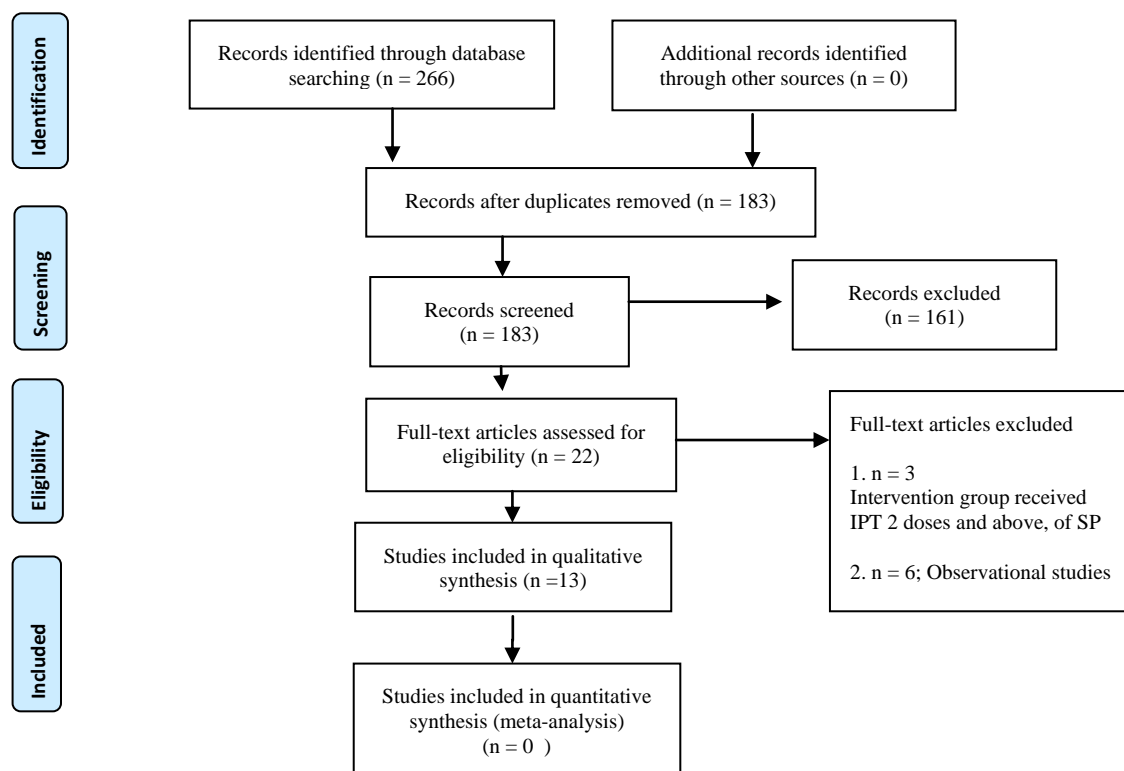 Identification
Records identified through database
searching (n = 266)
Additional records identified
through other sources (n = 0)
Records after duplicates removed (n = 183)
Screening
Records screened
(n = 183)
Records excluded
(n = 161)
Eligibility
Full-text articles assessed for
eligibility (n = 22)
Full-text articles excluded
1. n = 3
Intervention group received
IPT 2 doses and above, of SP
2. n = 6; Observational studies
Studies included in qualitative
synthesis (n =13)
Included
Studies included in quantitative
synthesis (meta-analysis)
(n = 0 )